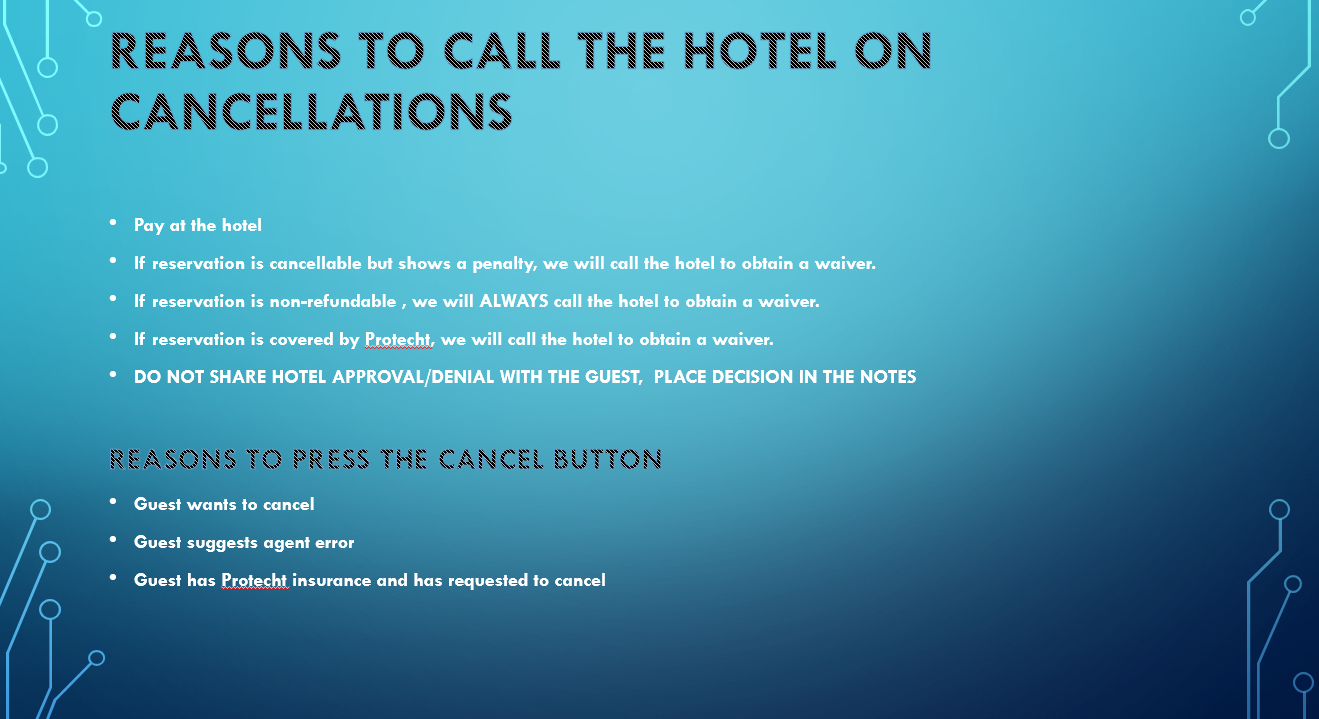 REASONS TO CALL THE HOTEL ON
CANCELLATIONS
• Pay at the hotel
• If reservation is cancellable but shows a penalty, we will call the hotel to obtain a waiver.
• If reservation is non-refundable , we will ALWAYS call the hotel to obtain a waiver.
• If reservation is covered by Protecht, we will call the hotel to obtain a waiver.
• DO NOT SHARE HOTEL APPROVAL/DENIAL WITH THE GUEST,  PLACE DECISION IN THE NOTES
REASONS TO PRESS THE CANCEL BUTTON
• Guest wants to cancel
• Guest suggests agent error
• Guest has Protecht insurance and has requested to cancel